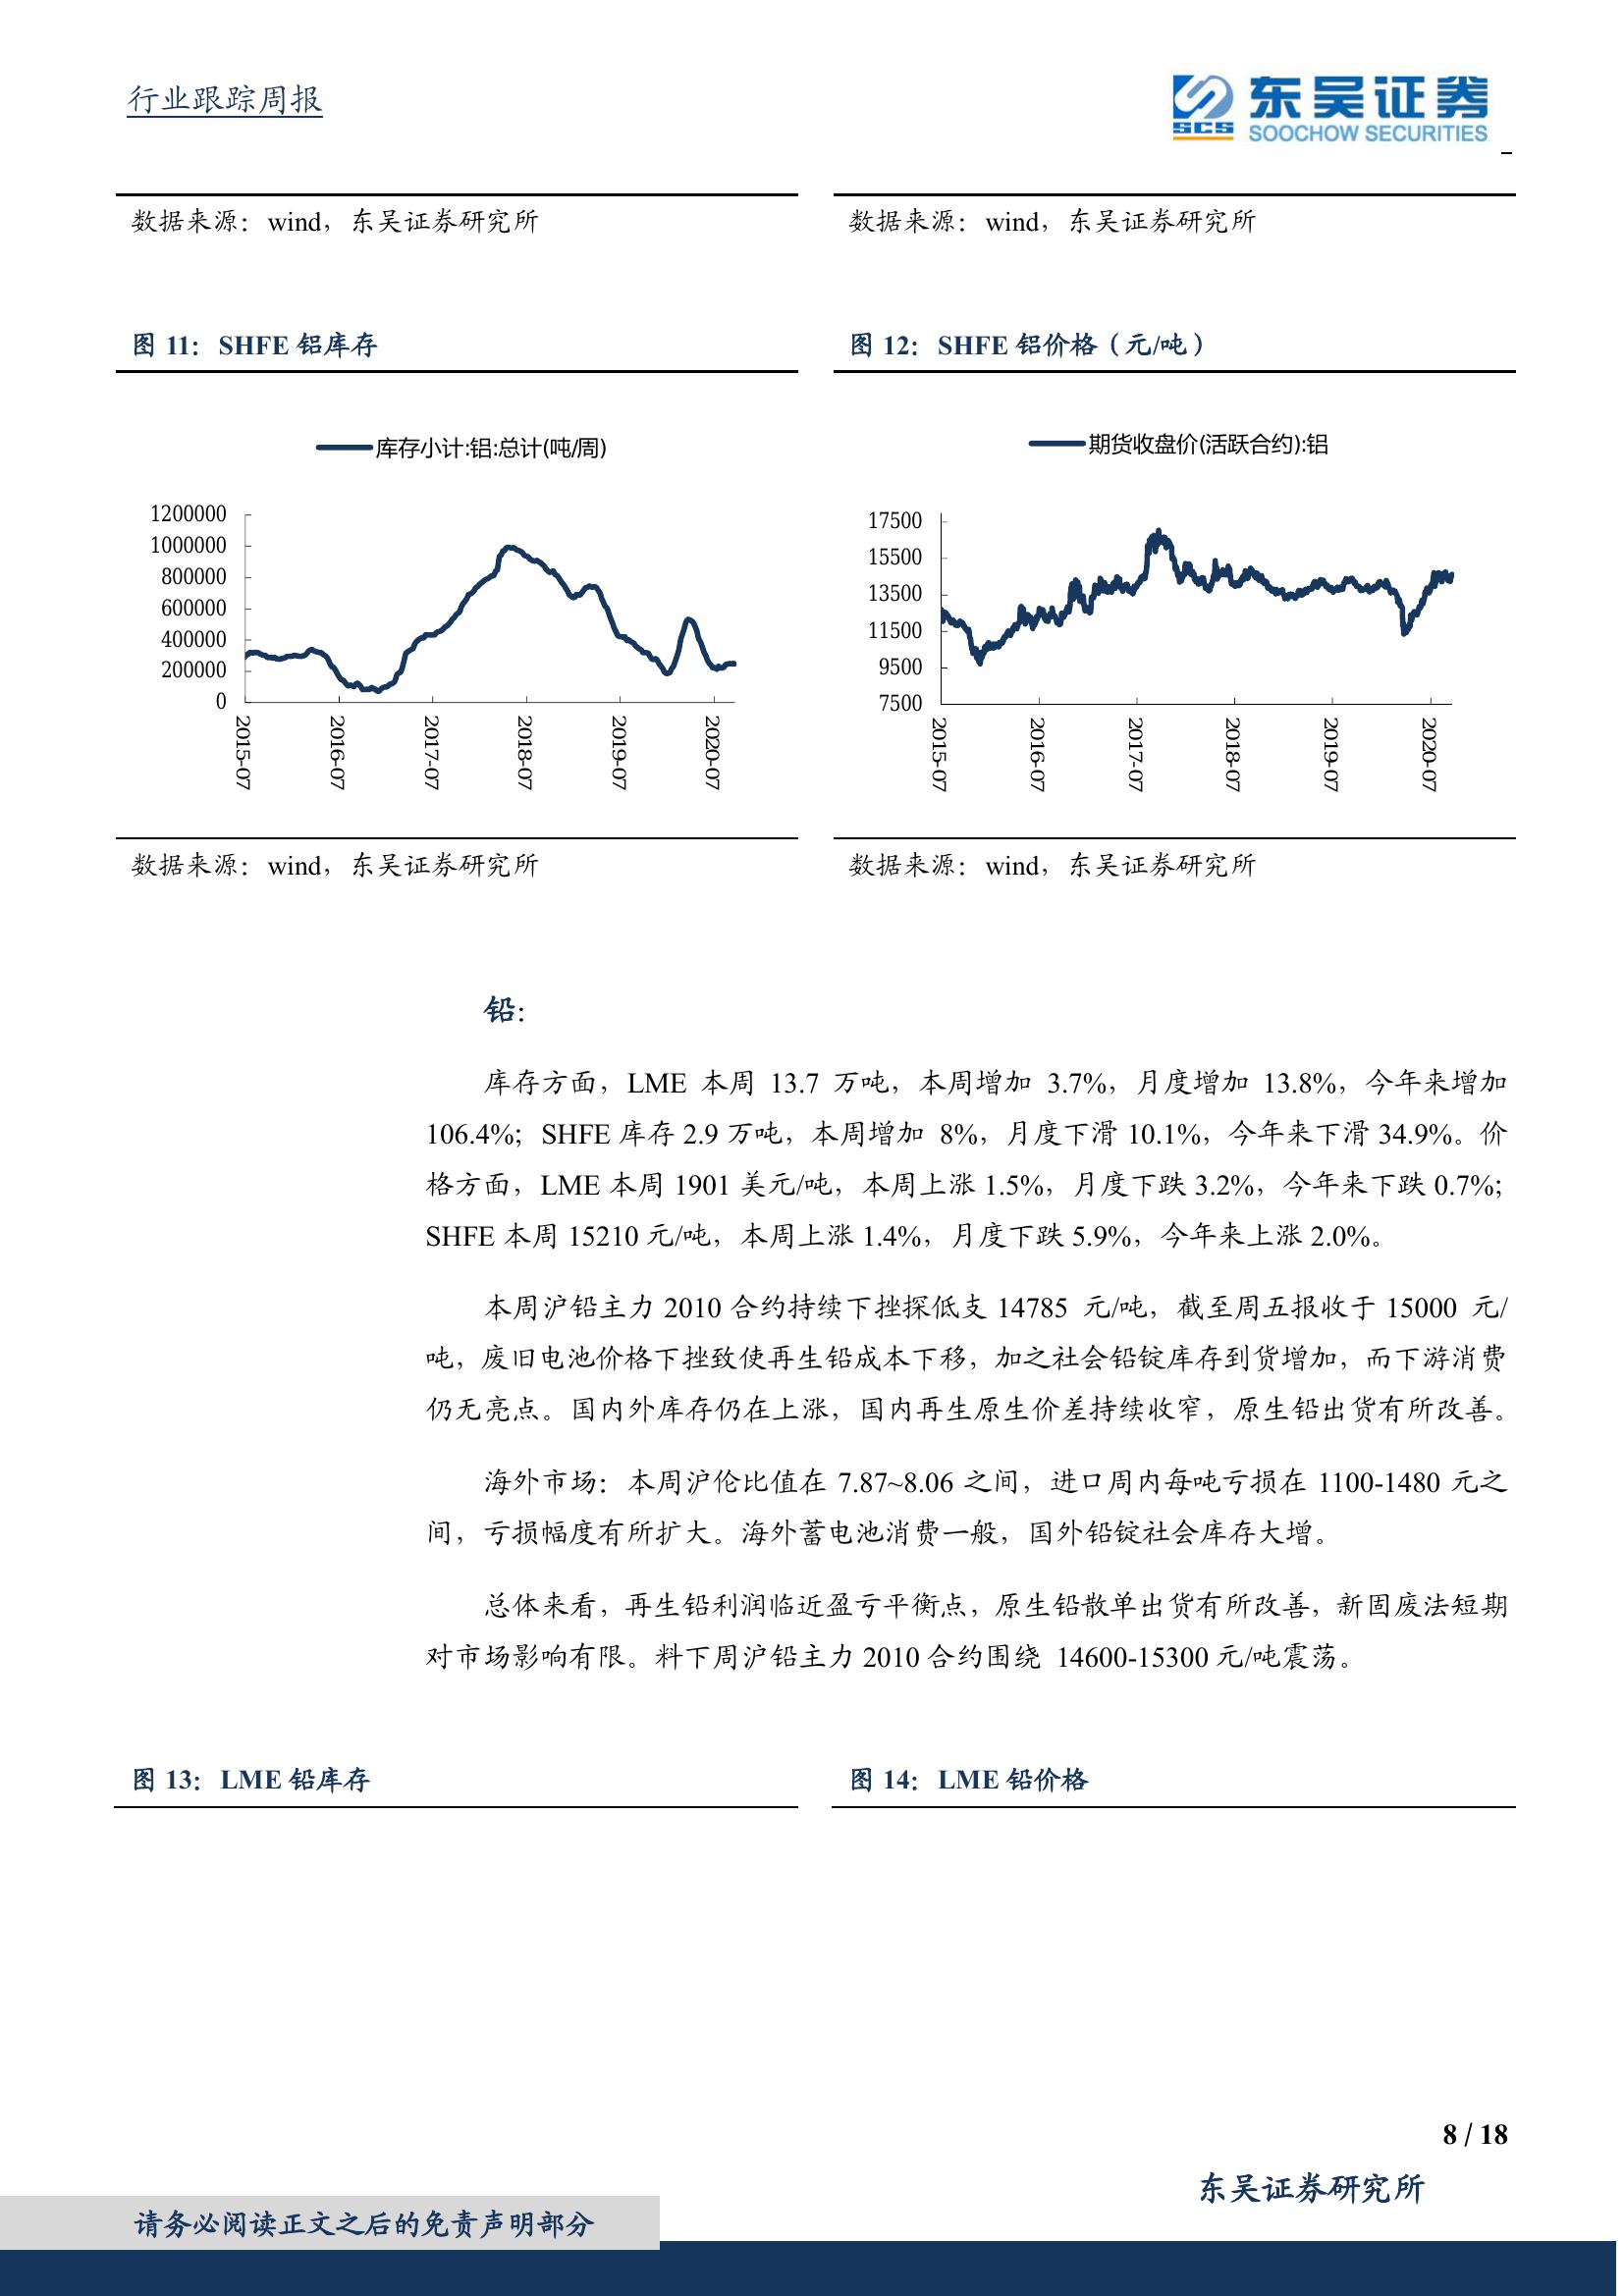 行业跟踪周报
SCS
东吴证券
SOOCHOW SECURITIES
数据来源：wind，东吴证券研究所
数据来源：wind，东吴证券研究所
图 11：SHFE 铝库存
图 12：SHFE 铝价格（元/吨）
库存小计:铝:总计(吨/周)
1200000
1000000
800000
600000
400000
200000
0
2015-07
2016-07
2017-07
2018-07
2019-07
2020-07
期货收盘价(活跃合约):铝
17500
15500
13500
11500
9500
7500
2015-07
2016-07
2017-07
2018-07
2019-07
2020-07
数据来源：wind，东吴证券研究所
数据来源：wind，东吴证券研究所
铅：
库存方面，LME 本周 13.7 万吨，本周增加 3.7%，月度增加 13.8%，今年来增加
106.4%；SHFE 库存 2.9 万吨，本周增加 8%，月度下滑 10.1%，今年来下滑 34.9%。价
格方面，LME 本周 1901 美元/吨，本周上涨 1.5%，月度下跌 3.2%，今年来下跌 0.7%;
SHFE 本周 15210 元/吨，本周上涨 1.4%，月度下跌 5.9%，今年来上涨 2.0%。
本周沪铅主力 2010 合约持续下挫探低支 14785 元/吨，截至周五报收于 15000 元/
吨，废旧电池价格下挫致使再生铅成本下移，加之社会铅锭库存到货增加，而下游消费
仍无亮点。国内外库存仍在上涨，国内再生原生价差持续收窄，原生铅出货有所改善。
海外市场：本周沪伦比值在 7.87~8.06 之间，进口周内每吨亏损在 1100-1480 元之
间，亏损幅度有所扩大。海外蓄电池消费一般，国外铅锭社会库存大增。
总体来看，再生铅利润临近盈亏平衡点，原生铅散单出货有所改善，新固废法短期
对市场影响有限。料下周沪铅主力 2010 合约围绕 14600-15300 元/吨震荡。
图 13：LME 铅库存
图 14：LME 铅价格
8 / 18
东吴证券研究所
请务必阅读正文之后的免责声明部分